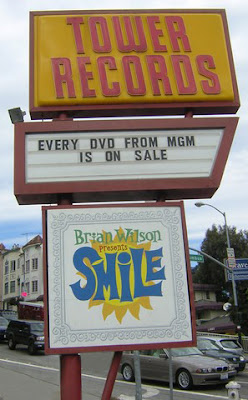 TOWER
RECORDS
EVERY DVD FROM MGM
IS ON SALE
Brian Wilson
Presents
SMiLE